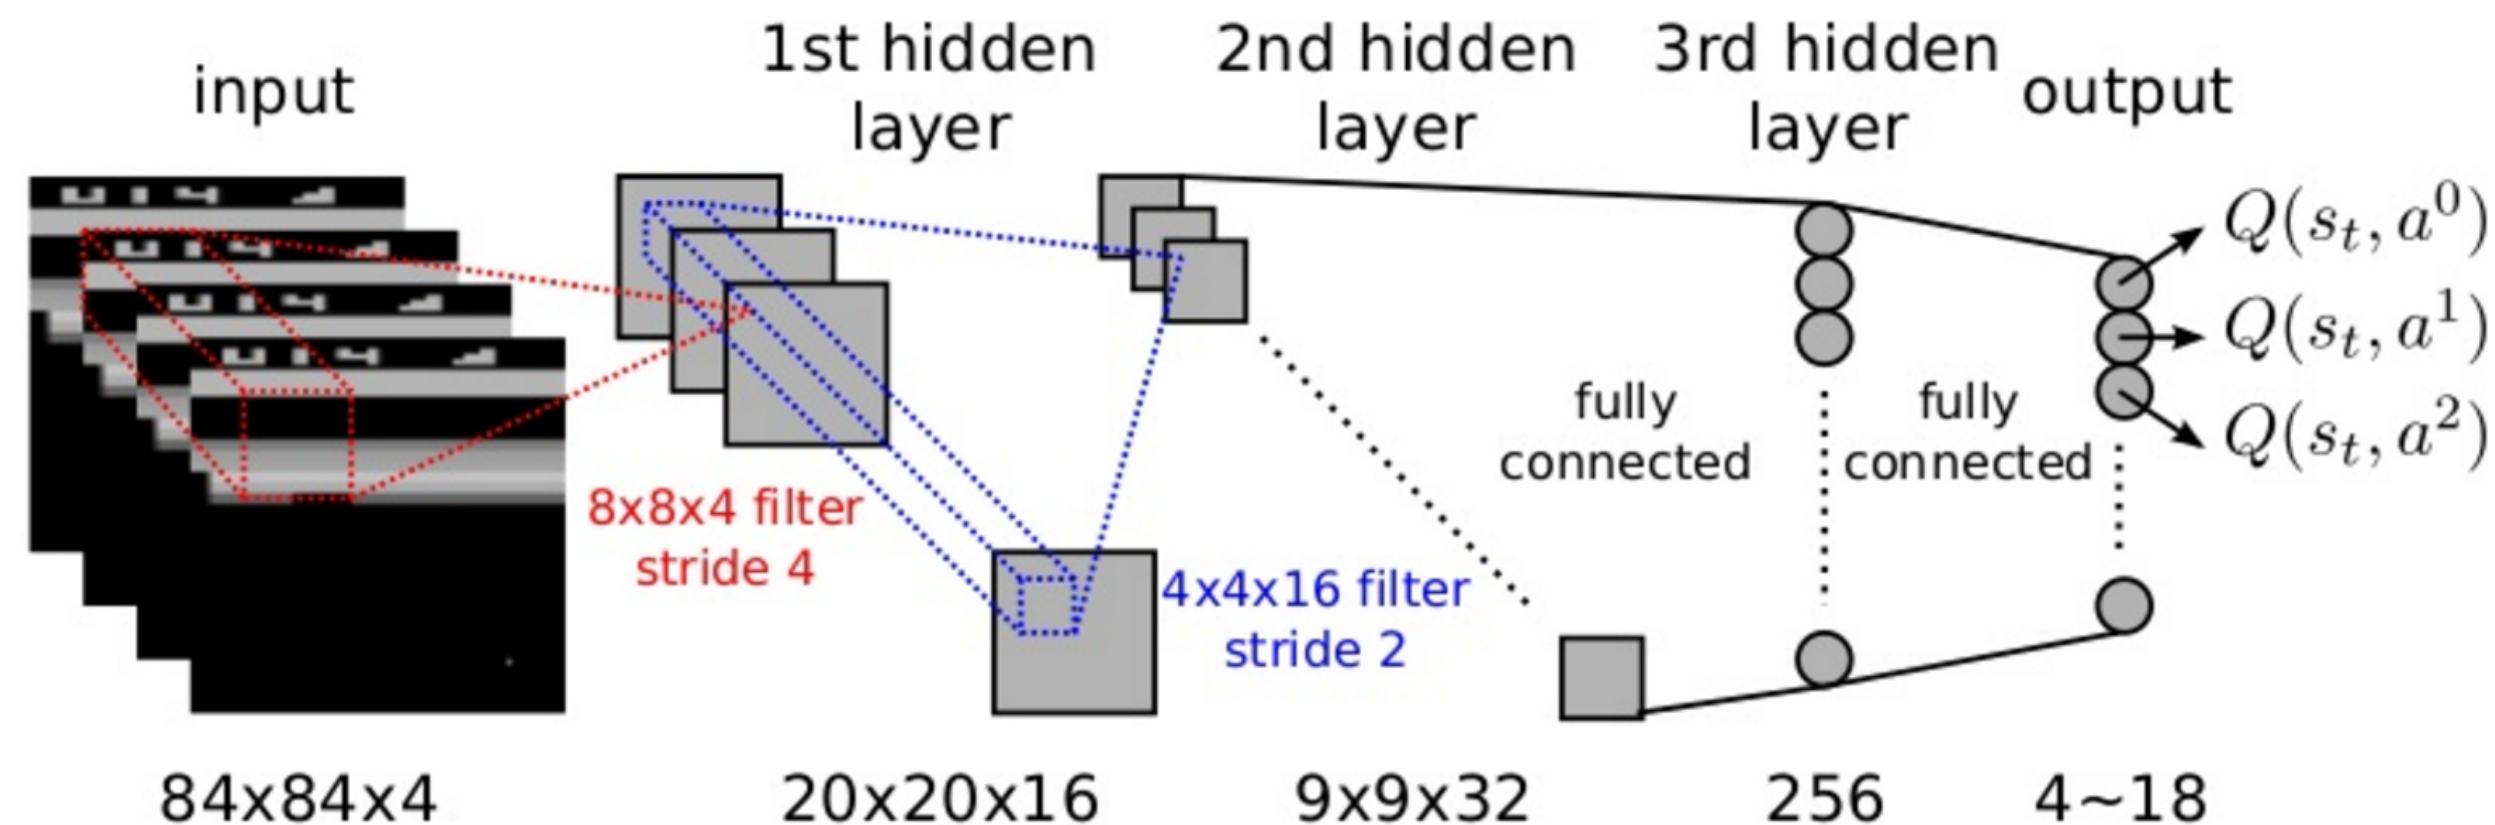 input
1st hidden
layer
2nd hidden
layer
3rd hidden
layer
output
Q(s_t, a^0)
Q(s_t, a^1)
Q(s_t, a^2)
fully
connected
fully
connected
8x8x4 filter
stride 4
4x4x16 filter
stride 2
84x84x4
20x20x16
9x9x32
256
4~18